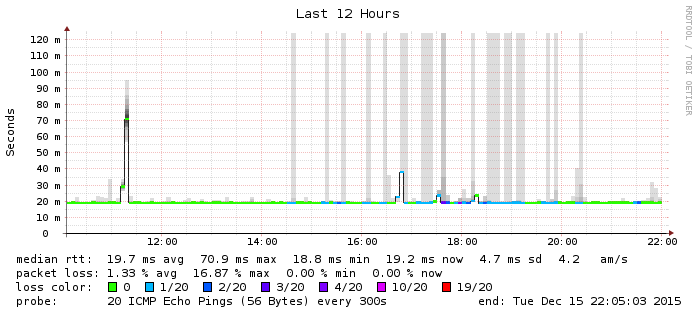 Last 12 Hours
RRDTOOL / TOBI OETIKER
Seconds
120 m
110 m
100 m
90 m
80 m
70 m
60 m
50 m
40 m
30 m
20 m
10 m
0
12:00 14:00 16:00 18:00 20:00 22:00
median rtt: 19.7 ms avg 70.9 ms max 18.8 ms min 19.2 ms now 4.7 ms sd 4.2 am/s
packet loss: 1.33 % avg 16.87 % max 0.00 % min 0.00 % now
loss color: 0 1/20 2/20 3/20 4/20 10/20 19/20
probe: 20 ICMP Echo Pings (56 Bytes) every 300s end: Tue Dec 15 22:05:03 2015